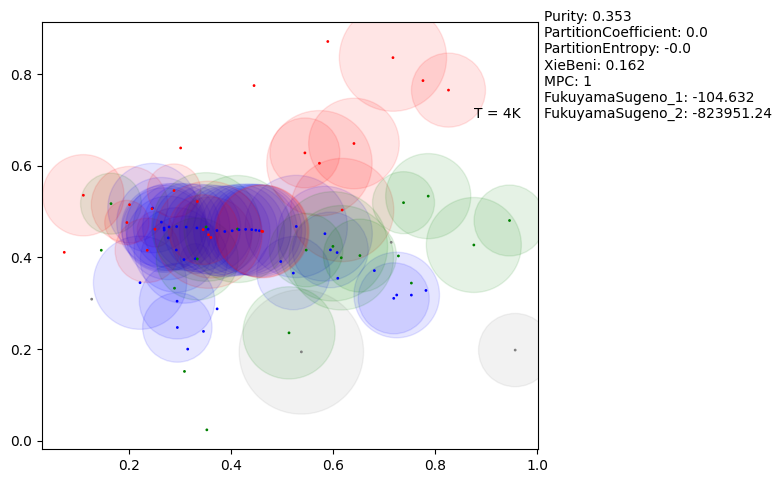 Purity: 0.353
PartitionCoefficient: 0.0
PartitionEntropy: -0.0
XieBeni: 0.162
MPC: 1
FukuyamaSugeno_1: -104.632
FukuyamaSugeno_2: -823951.24
T = 4K
0.8
0.6
0.4
0.2
0.0
0.2 0.4 0.6 0.8 1.0